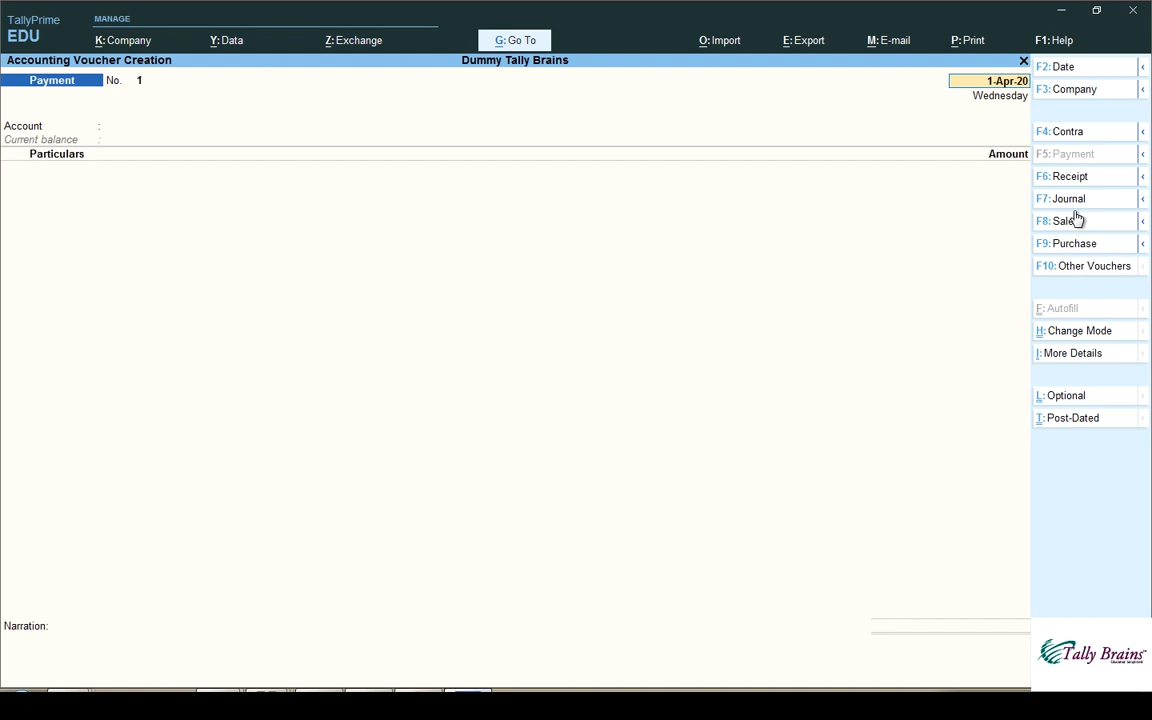 TallyPrime
EDU
MANAGE
K: Company
Y: Data
Z: Exchange
G: Go To
O: Import
E: Export
M: E-mail
P: Print
F1: Help
Accounting Voucher Creation
Dummy Tally Brains
Payment No. 1
1-Apr-20
Wednesday
Account :
Current balance :
Particulars
Amount
Narration:
F2: Date
F3: Company
F4: Contra
F5: Payment
F6: Receipt
F7: Journal
F8: Sales
F9: Purchase
F10: Other Vouchers
F: Autofill
H: Change Mode
I: More Details
L: Optional
T: Post-Dated
Tally Brains